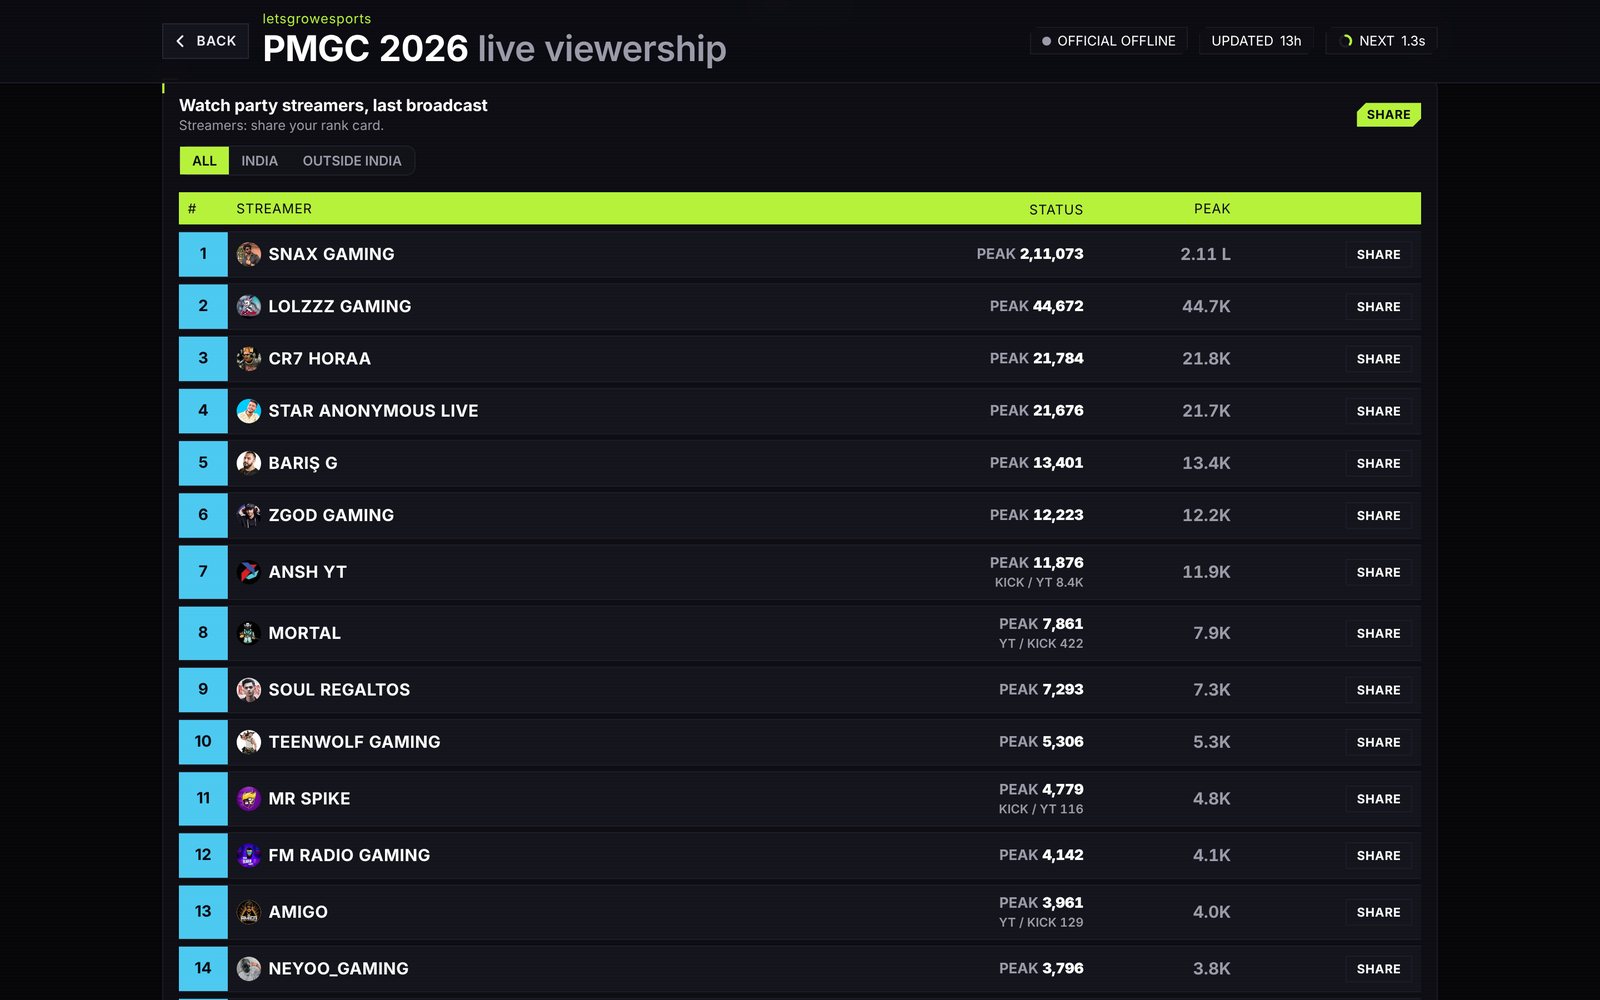 letsgrowesports
BACK
PMGC 2026 live viewership
OFFICIAL OFFLINE
UPDATED 13h
NEXT 1.3s
Watch party streamers, last broadcast
Streamers: share your rank card.
SHARE
ALL INDIA OUTSIDE INDIA
# STREAMER STATUS PEAK
1 SNAX GAMING PEAK 2,11,073 2.11 L SHARE
2 LOLZZZ GAMING PEAK 44,672 44.7K SHARE
3 CR7 HORAA PEAK 21,784 21.8K SHARE
4 STAR ANONYMOUS LIVE PEAK 21,676 21.7K SHARE
5 BARIŞ G PEAK 13,401 13.4K SHARE
6 ZGOD GAMING PEAK 12,223 12.2K SHARE
7 ANSH YT PEAK 11,876 11.9K SHARE
KICK / YT 8.4K
8 MORTAL PEAK 7,861 7.9K SHARE
YT / KICK 422
9 SOUL REGALTOS PEAK 7,293 7.3K SHARE
10 TEENWOLF GAMING PEAK 5,306 5.3K SHARE
11 MR SPIKE PEAK 4,779 4.8K SHARE
KICK / YT 116
12 FM RADIO GAMING PEAK 4,142 4.1K SHARE
13 AMIGO PEAK 3,961 4.0K SHARE
YT / KICK 129
14 NEYOO_GAMING PEAK 3,796 3.8K SHARE